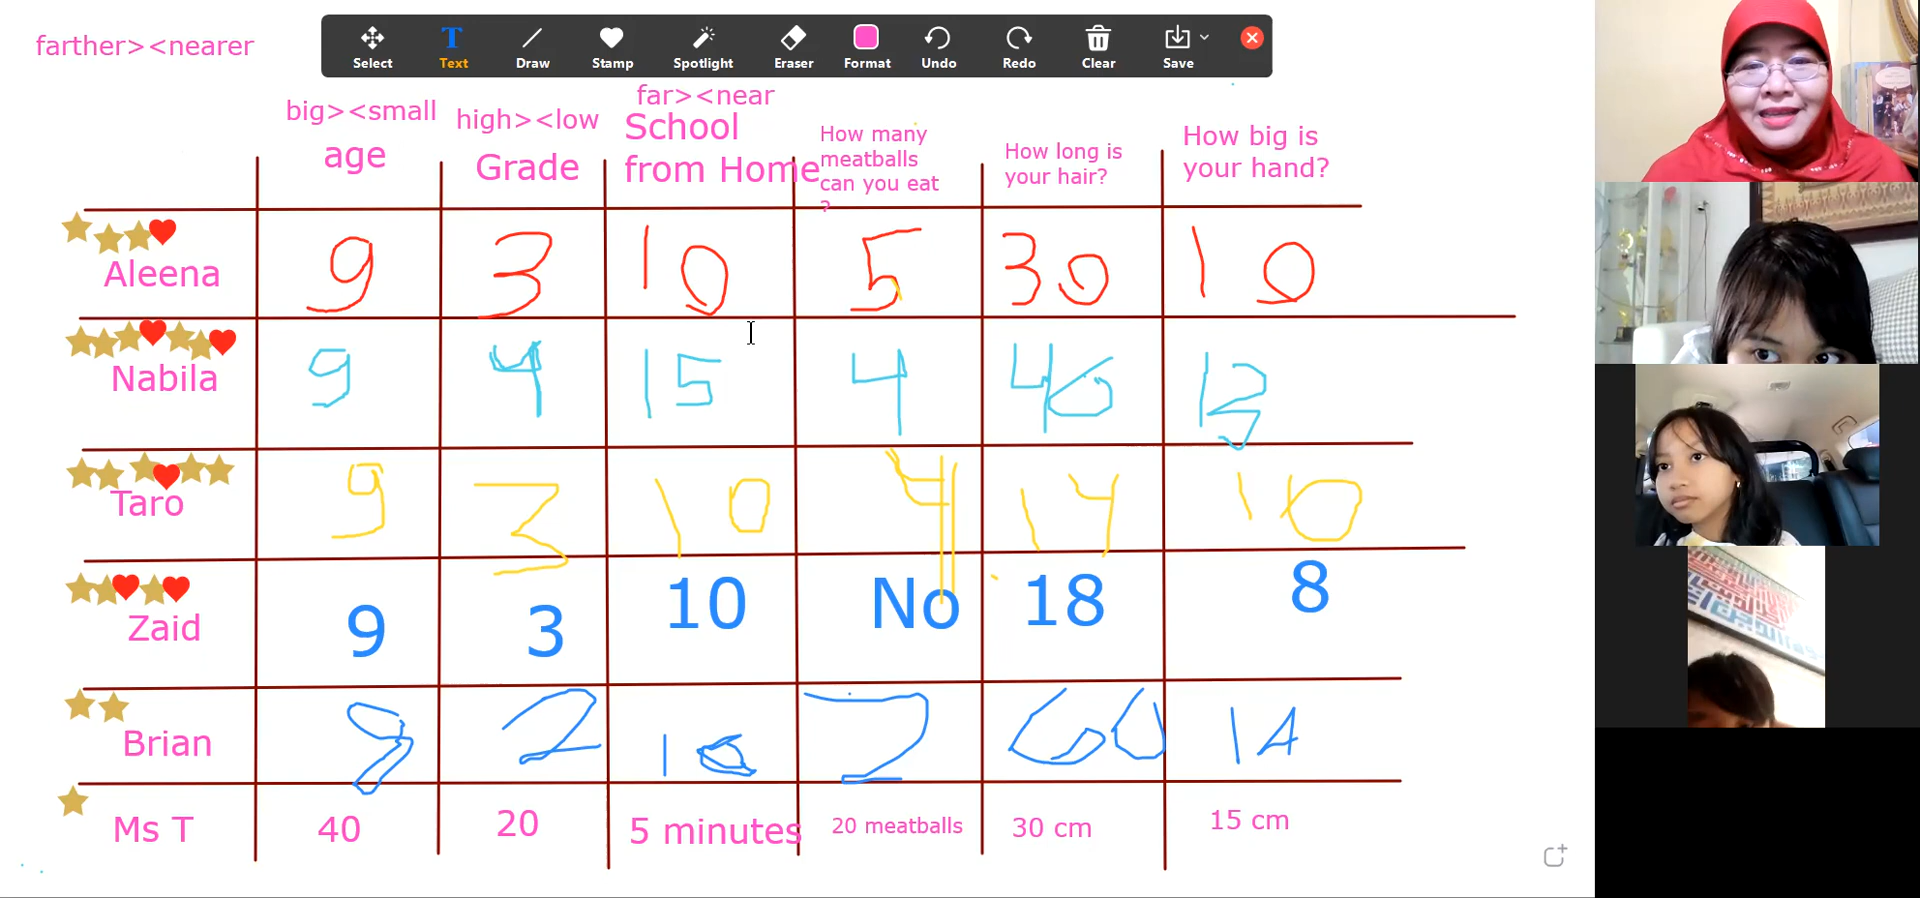 farther><nearer
Select
Text
Draw
Stamp
Spotlight
Eraser
Format
Undo
Redo
Clear
Save
big><small
age
high><low
Grade
far><near
School
from Home
How many
meatballs
can you eat
?
How long is
your hair?
How big is
your hand?
Aleena
9
3
10
5
30
10
Nabila
9
4
15
4
Taro
9
3
10
4
14
10
Zaid
9
3
10
No
18
8
Brian
8
2
2
60
14
Ms T
40
20
5 minutes
20 meatballs
30 cm
15 cm